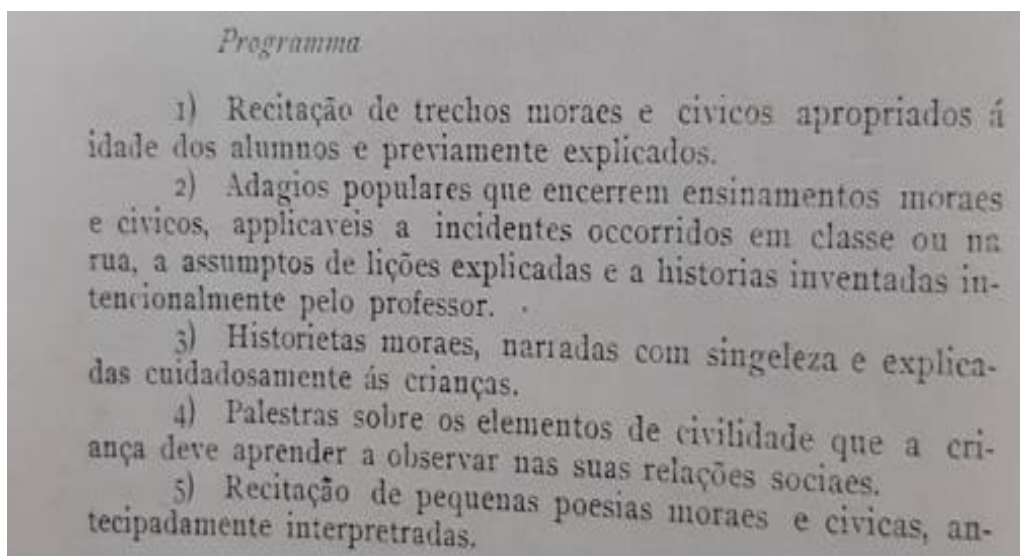 Programma
1) Recitação de trechos moraes e civicos apropriados á
idade dos alumnos e previamente explicados.
2) Adagios populares que encerrem ensinamentos moraes
e civicos, applicaveis a incidentes occorridos em classe ou na
rua, a assumptos de lições explicadas e a historias inventadas in-
tencionalmente pelo professor.
3) Historietas moraes, narradas com singeleza e explica-
das cuidadosamente ás crianças.
4) Palestras sobre os elementos de civilidade que a cri-
ança deve aprender a observar nas suas relações sociaes.
5) Recitação de pequenas poesias moraes e civicas, an-
tecipadamente interpretradas.